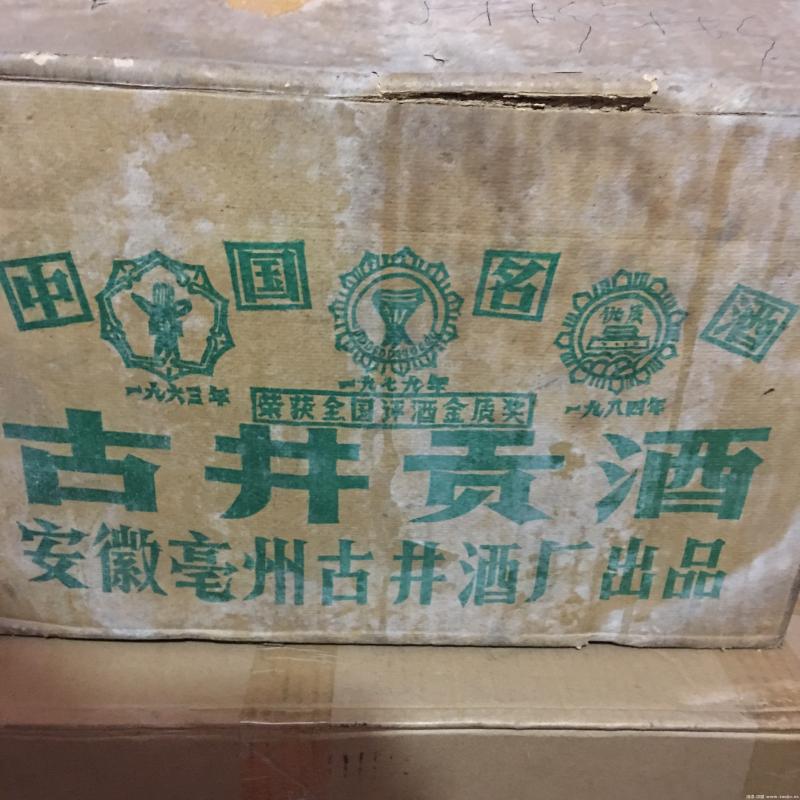 中国名酒
优质
一九六三年 一九七九年 一九八四年
荣获全国评酒金质奖
古井贡酒
安徽亳州古井酒厂出品